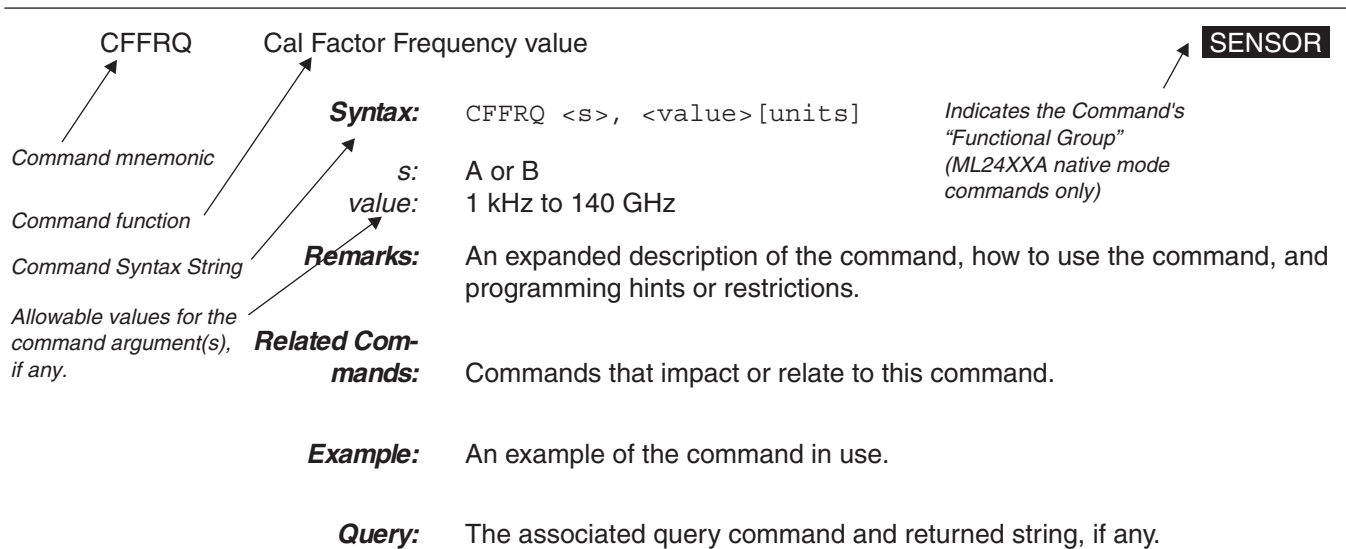 CFFRQ Cal Factor Frequency value SENSOR
Syntax: CFFRQ <s>, <value>[units]
Indicates the Command's
“Functional Group”
(ML24XXA native mode
commands only)
Command mnemonic
s: A or B
value: 1 kHz to 140 GHz
Command function
Command Syntax String
Remarks: An expanded description of the command, how to use the command, and
programming hints or restrictions.
Allowable values for the
command argument(s),
if any.
Related Com-
mands: Commands that impact or relate to this command.
Example: An example of the command in use.
Query: The associated query command and returned string, if any.